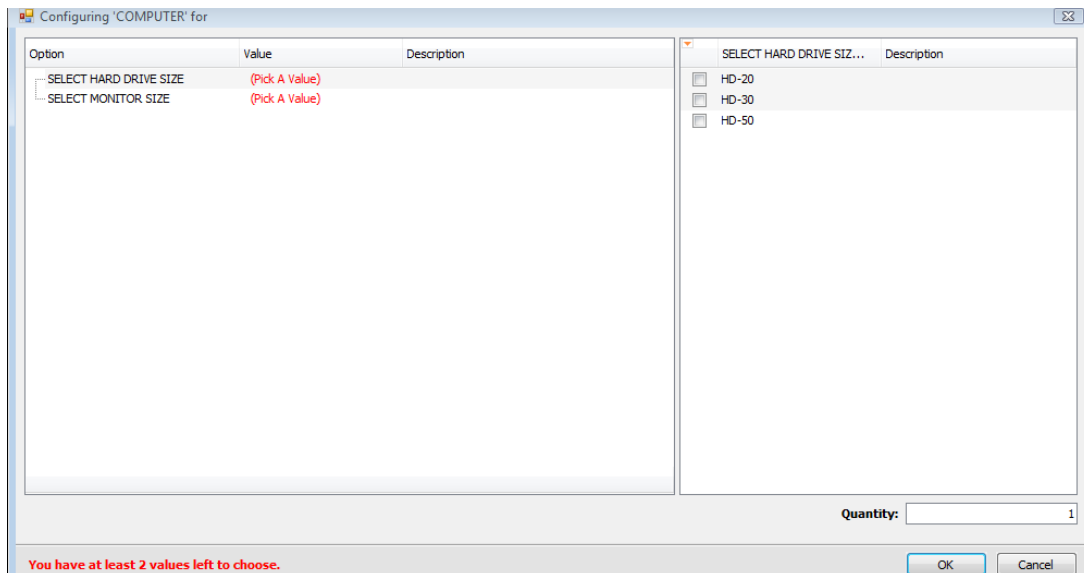 Configuring 'COMPUTER' for
Option Value Description
SELECT HARD DRIVE SIZE (Pick A Value)
SELECT MONITOR SIZE (Pick A Value)
SELECT HARD DRIVE SIZ... Description
HD-20
HD-30
HD-50
Quantity: 1
You have at least 2 values left to choose.
OK Cancel